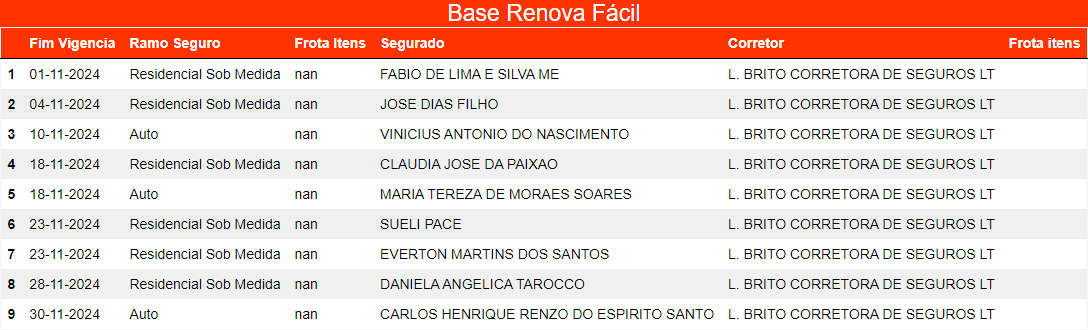 Base Renova Fácil
Fim Vigencia Ramo Seguro Frota Itens Segurado Corretor Frota itens
1 01-11-2024 Residencial Sob Medida nan FABIO DE LIMA E SILVA ME L. BRITO CORRETORA DE SEGUROS LT
2 04-11-2024 Residencial Sob Medida nan JOSE DIAS FILHO L. BRITO CORRETORA DE SEGUROS LT
3 10-11-2024 Auto nan VINICIUS ANTONIO DO NASCIMENTO L. BRITO CORRETORA DE SEGUROS LT
4 18-11-2024 Residencial Sob Medida nan CLAUDIA JOSE DA PAIXAO L. BRITO CORRETORA DE SEGUROS LT
5 18-11-2024 Auto nan MARIA TEREZA DE MORAES SOARES L. BRITO CORRETORA DE SEGUROS LT
6 23-11-2024 Residencial Sob Medida nan SUELI PACE L. BRITO CORRETORA DE SEGUROS LT
7 23-11-2024 Residencial Sob Medida nan EVERTON MARTINS DOS SANTOS L. BRITO CORRETORA DE SEGUROS LT
8 28-11-2024 Residencial Sob Medida nan DANIELA ANGELICA TAROCCO L. BRITO CORRETORA DE SEGUROS LT
9 30-11-2024 Auto nan CARLOS HENRIQUE RENZO DO ESPIRITO SANTO L. BRITO CORRETORA DE SEGUROS LT